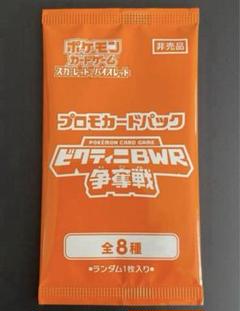 ポケモン
カードゲーム
スカーレット&バイオレット
非売品
プロモカードパック
POKÉMON CARD GAME
ビクティニBWR
争奪戦
全8種
•ランダム1枚入り•